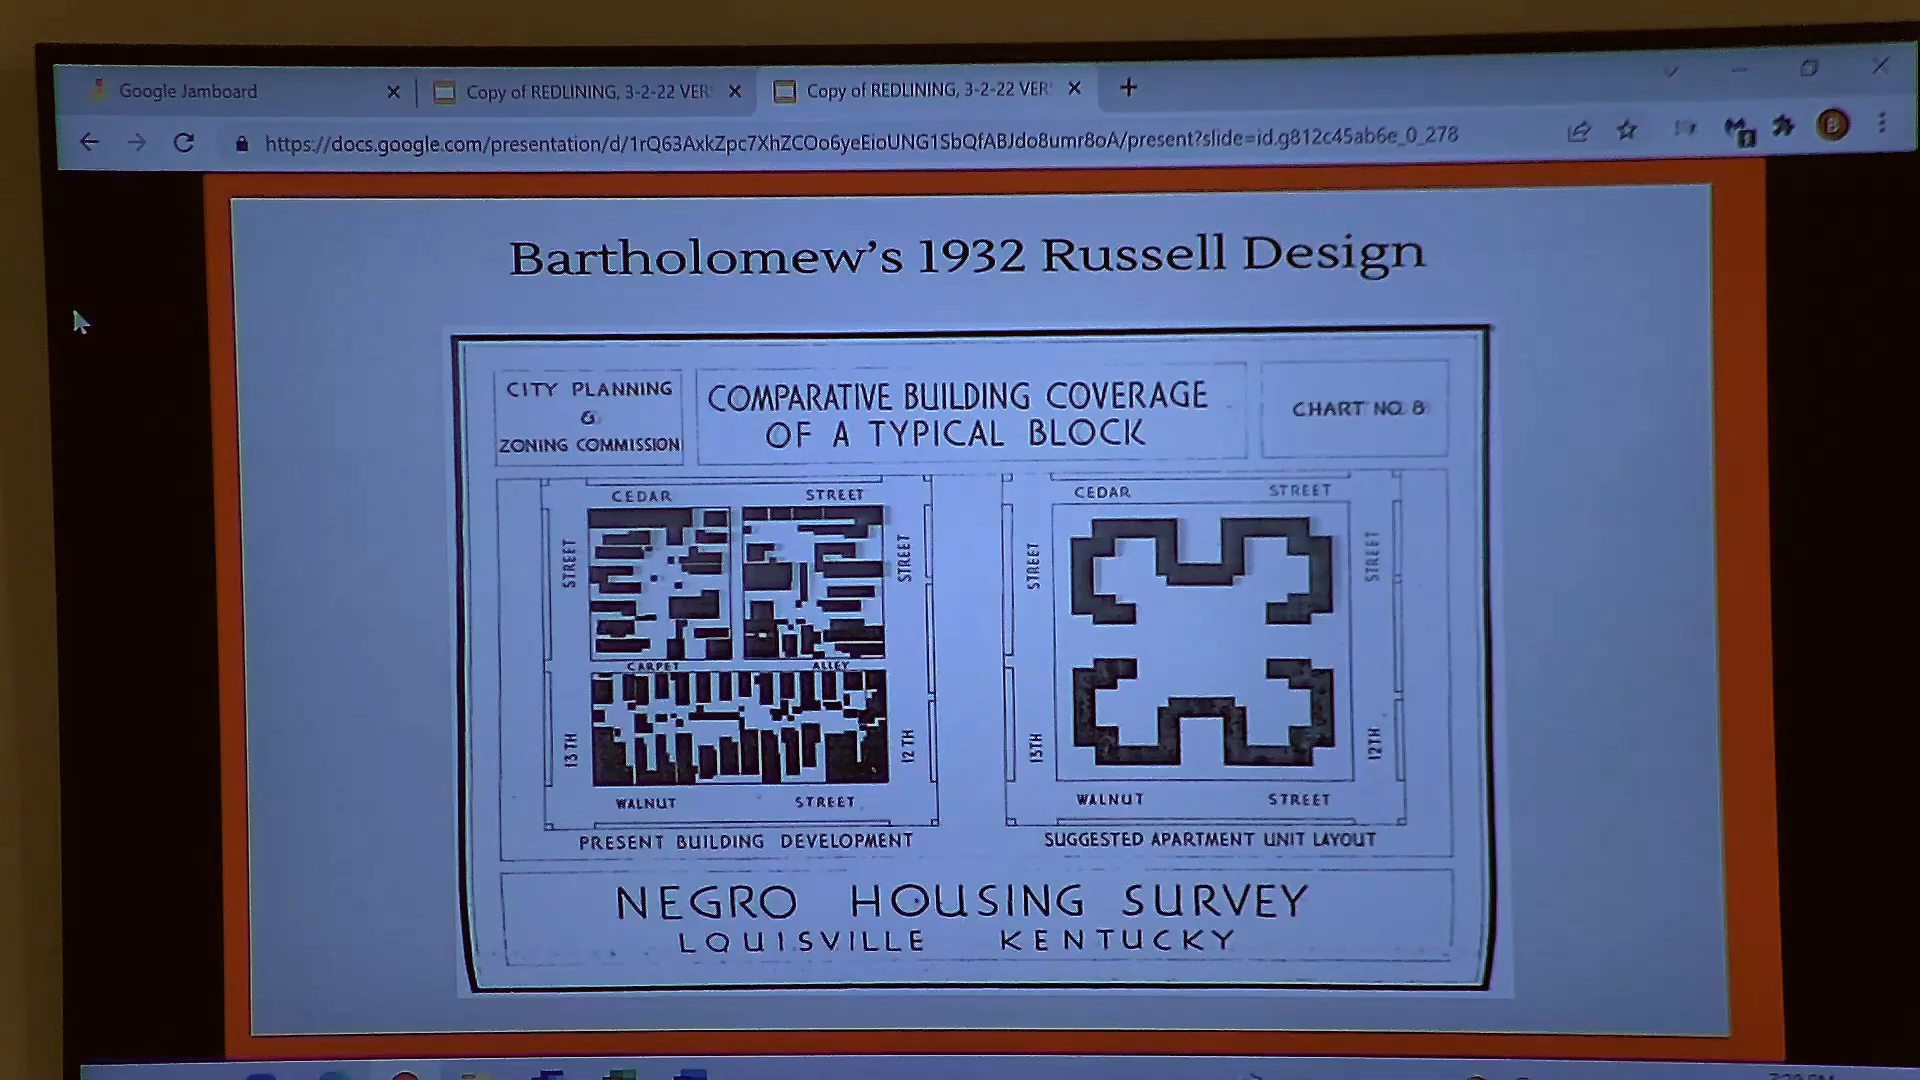 Google Jamboard
Copy of REDLINING, 3-2-22 VER
Copy of REDLINING, 3-2-22 VER
https://docs.google.com/presentation/d/1rQ63AxkZpc7XhZCOo6yeEioUNG1SbQfABJdo8umr8oA/present?slide=id.g812c45ab6e_0_278
Bartholomew's 1932 Russell Design
CITY PLANNING
&
ZONING COMMISSION
COMPARATIVE BUILDING COVERAGE
OF A TYPICAL BLOCK
CHART NO. 8
CEDAR STREET
STREET
STREET
CARPET ALLEY
13TH
12TH
WALNUT STREET
PRESENT BUILDING DEVELOPMENT
CEDAR STREET
STREET
STREET
13TH
12TH
WALNUT STREET
SUGGESTED APARTMENT UNIT LAYOUT
NEGRO HOUSING SURVEY
LOUISVILLE KENTUCKY